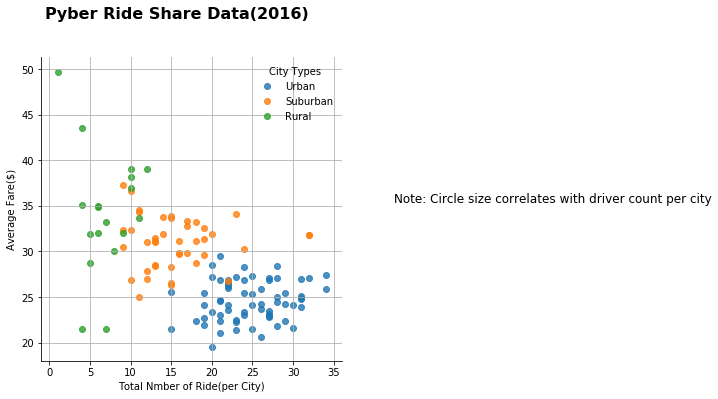 Pyber Ride Share Data(2016)
City Types
Urban
Suburban
Rural
50
45
40
35
30
25
20
Average Fare($)
0 5 10 15 20 25 30 35
Total Nmber of Ride(per City)
Note: Circle size correlates with driver count per city